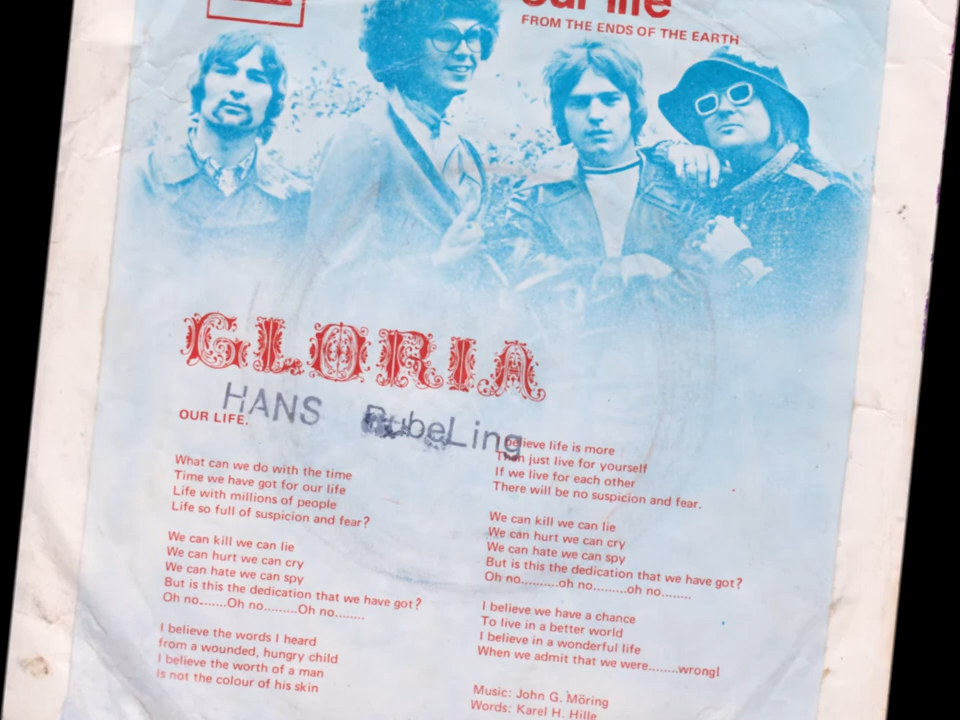 our life
FROM THE ENDS OF THE EARTH
GLORIA
HANS RubeLing
OUR LIFE.
What can we do with the time
Time we have got for our life
Life with millions of people
Life so full of suspicion and fear?
We can kill we can lie
We can hurt we can cry
We can hate we can spy
But is this the dedication that we have got?
Oh no.......Oh no.........Oh no........
I believe the words I heard
from a wounded, hungry child
I believe the worth of a man
is not the colour of his skin
I believe life is more
Than just live for yourself
If we live for each other
There will be no suspicion and fear.
We can kill we can lie
We can hurt we can cry
We can hate we can spy
But is this the dedication that we have got?
Oh no..........oh no.........oh no........
I believe we have a chance
To live in a better world
I believe in a wonderful life
When we admit that we were........wrong!
Music: John G. Möring
Words: Karel H. Hille